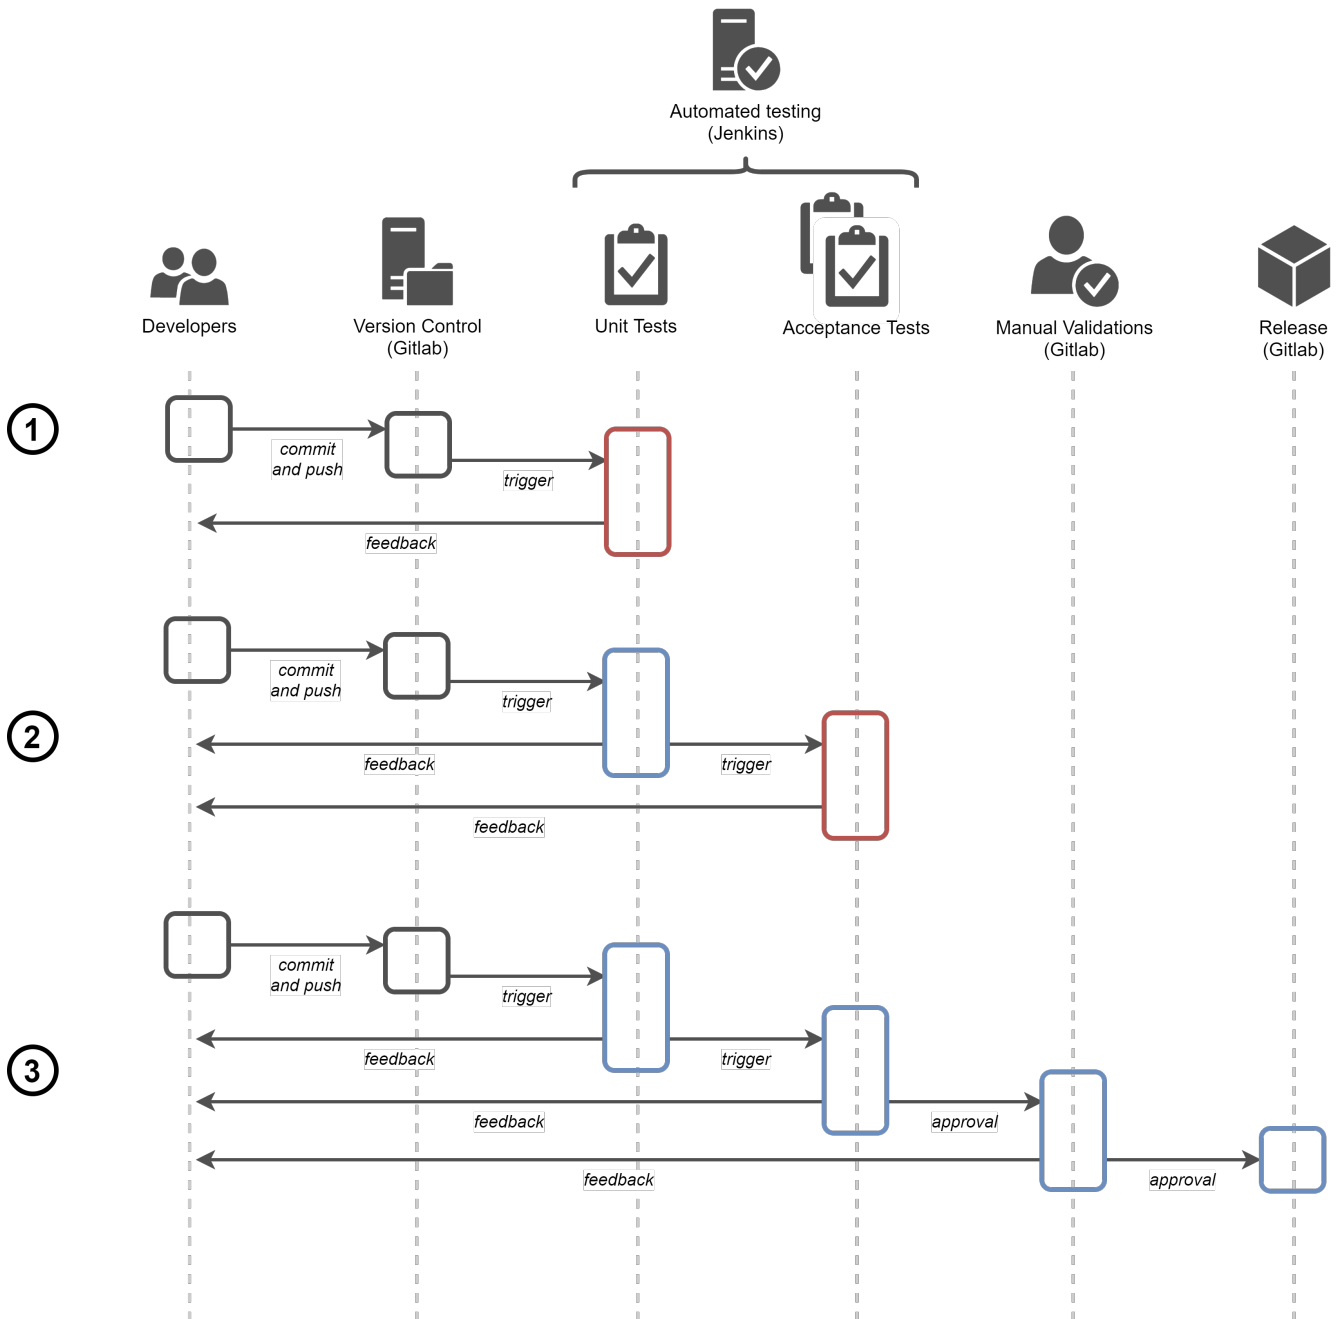 Automated testing
(Jenkins)
Developers
Version Control
(Gitlab)
Unit Tests
Acceptance Tests
Manual Validations
(Gitlab)
Release
(Gitlab)
1
commit
and push
trigger
feedback
2
commit
and push
trigger
feedback
trigger
feedback
3
commit
and push
trigger
feedback
trigger
feedback
approval
feedback
approval